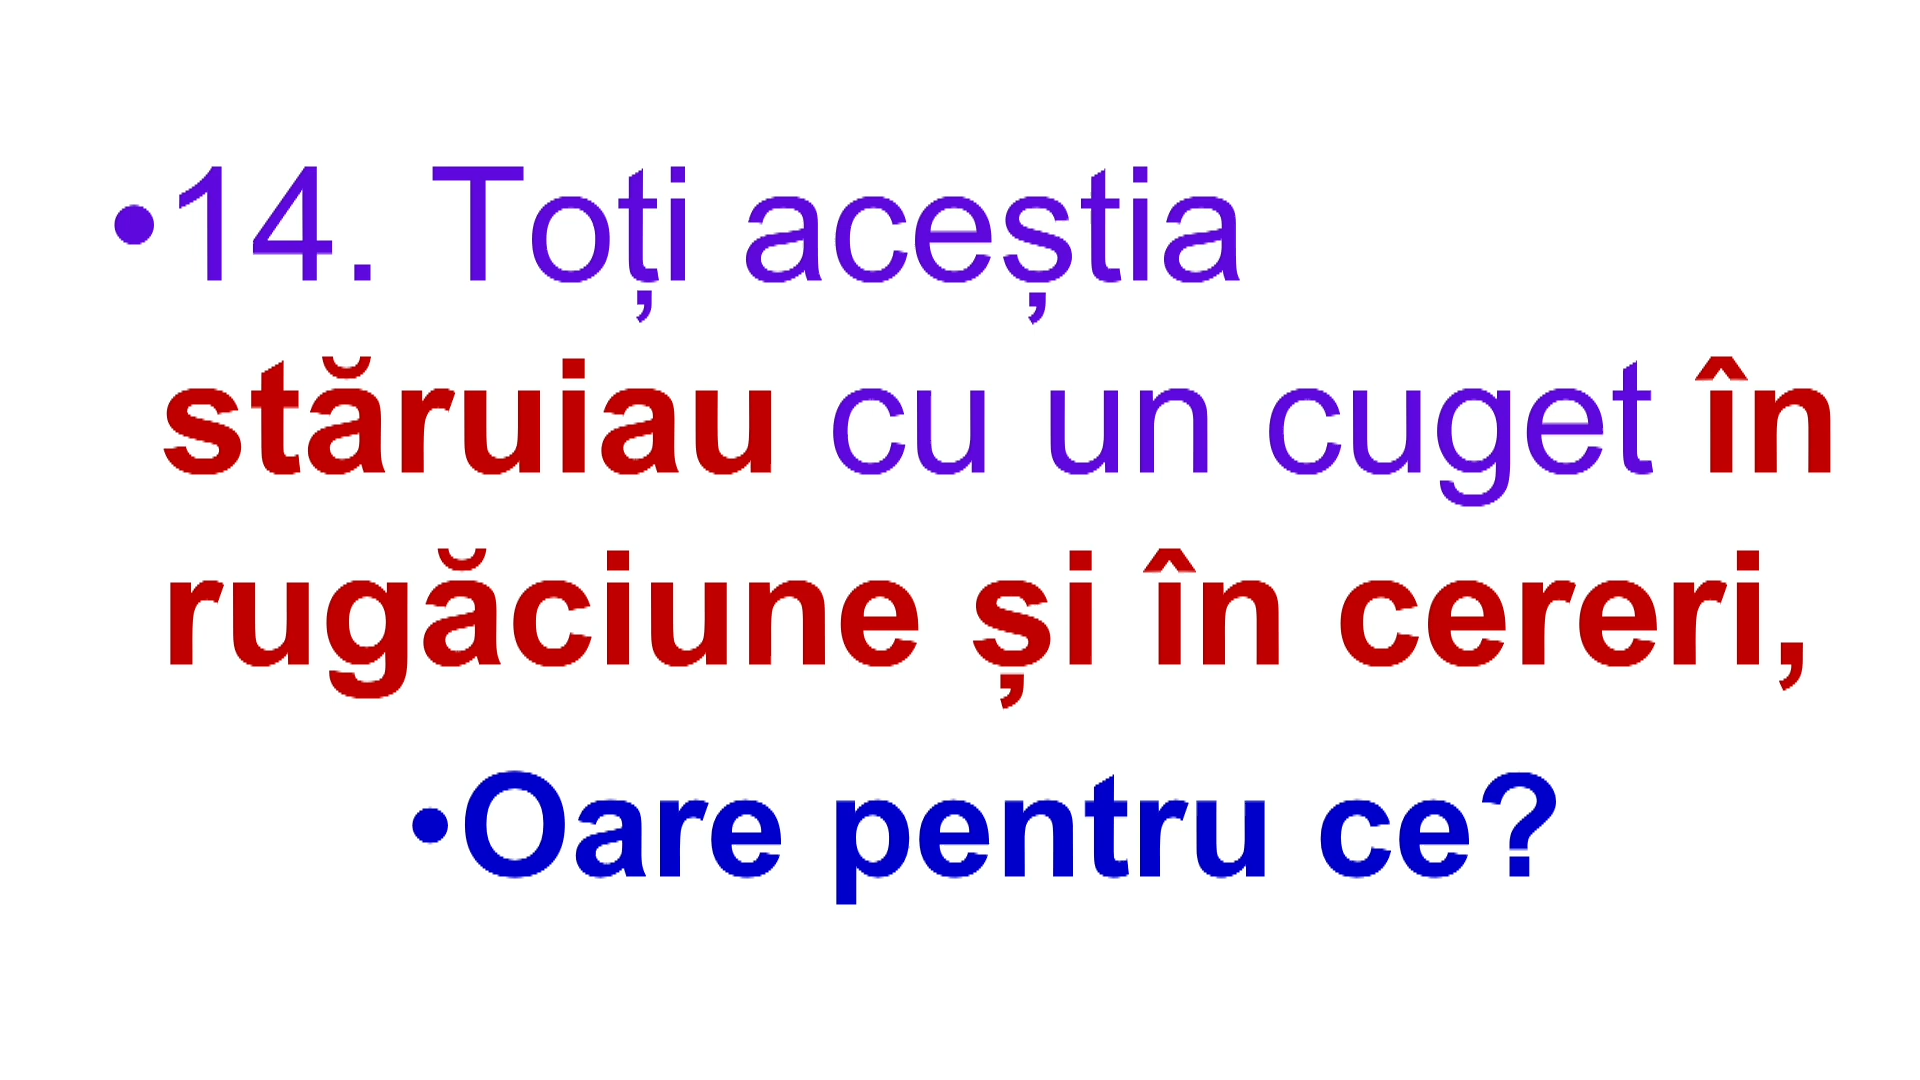 •14. Toți aceștia
stăruiau cu un cuget în
rugăciune și în cereri,
•Oare pentru ce?